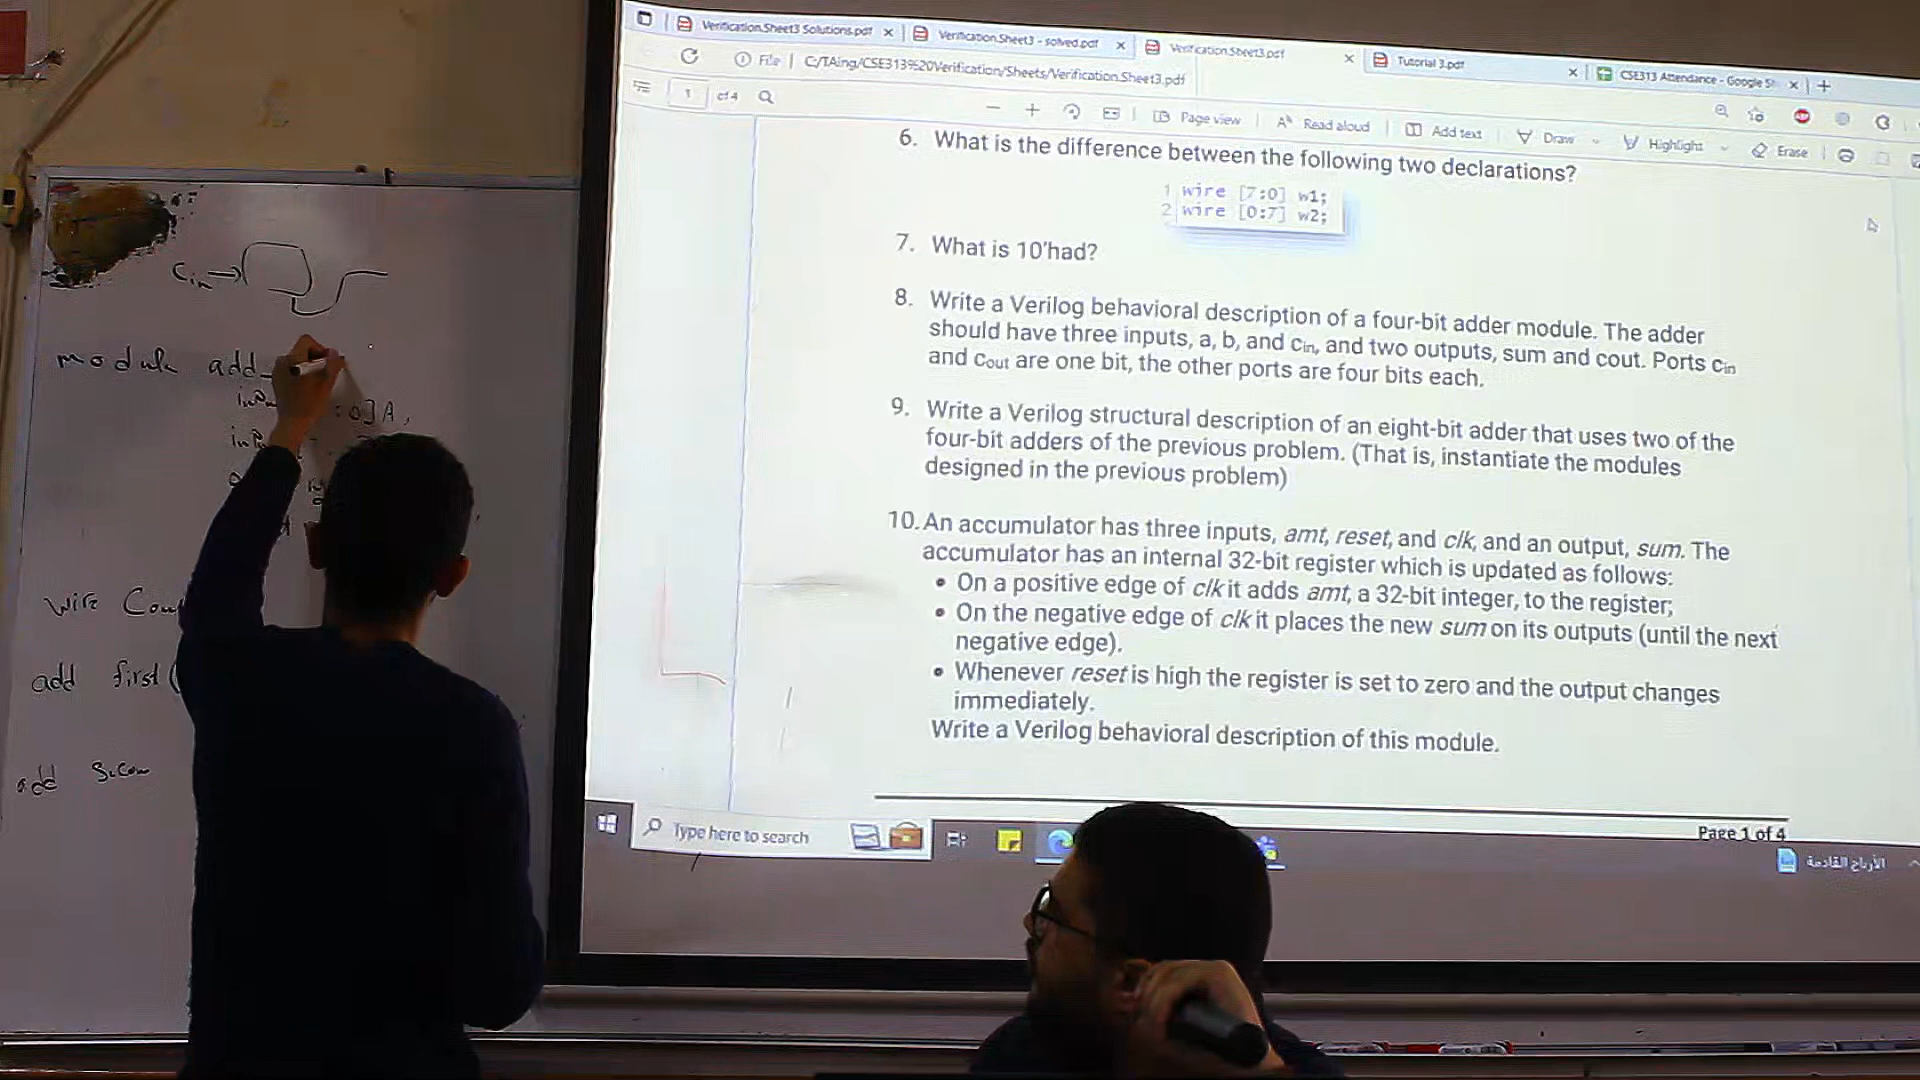 Verification.Sheet3 Solutions.pdf
Verification.Sheet3 - solved.pdf
Verification.Sheet3.pdf
Tutorial 3.pdf
CSE313 Attendance - Google S
File | C:/TAing/CSE313%20Verification/Sheets/Verification.Sheet3.pdf
1 of 4
Page view
Read aloud
Add text
Draw
Highlight
Erase
6. What is the difference between the following two declarations?
1 wire [7:0] w1;
2 wire [0:7] w2;
7. What is 10'had?
8. Write a Verilog behavioral description of a four-bit adder module. The adder
should have three inputs, a, b, and cin, and two outputs, sum and cout. Ports cin
and cout are one bit, the other ports are four bits each.
9. Write a Verilog structural description of an eight-bit adder that uses two of the
four-bit adders of the previous problem. (That is, instantiate the modules
designed in the previous problem)
10. An accumulator has three inputs, amt, reset, and clk, and an output, sum. The
accumulator has an internal 32-bit register which is updated as follows:
• On a positive edge of clk it adds amt, a 32-bit integer, to the register;
• On the negative edge of clk it places the new sum on its outputs (until the next
negative edge).
• Whenever reset is high the register is set to zero and the output changes
immediately.
Write a Verilog behavioral description of this module.
Page 1 of 4
Type here to search
الأرباح القادمة
Cin
module add_
:0] A,
wire Cou
add first (
add